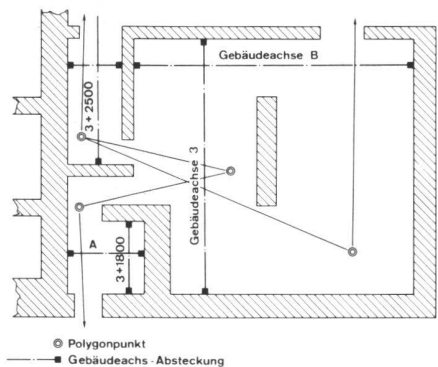 Gebäudeachse B
3+2500
Gebäudeachse 3
A
3+1800
Polygonpunkt
Gebäudeachs-Absteckung